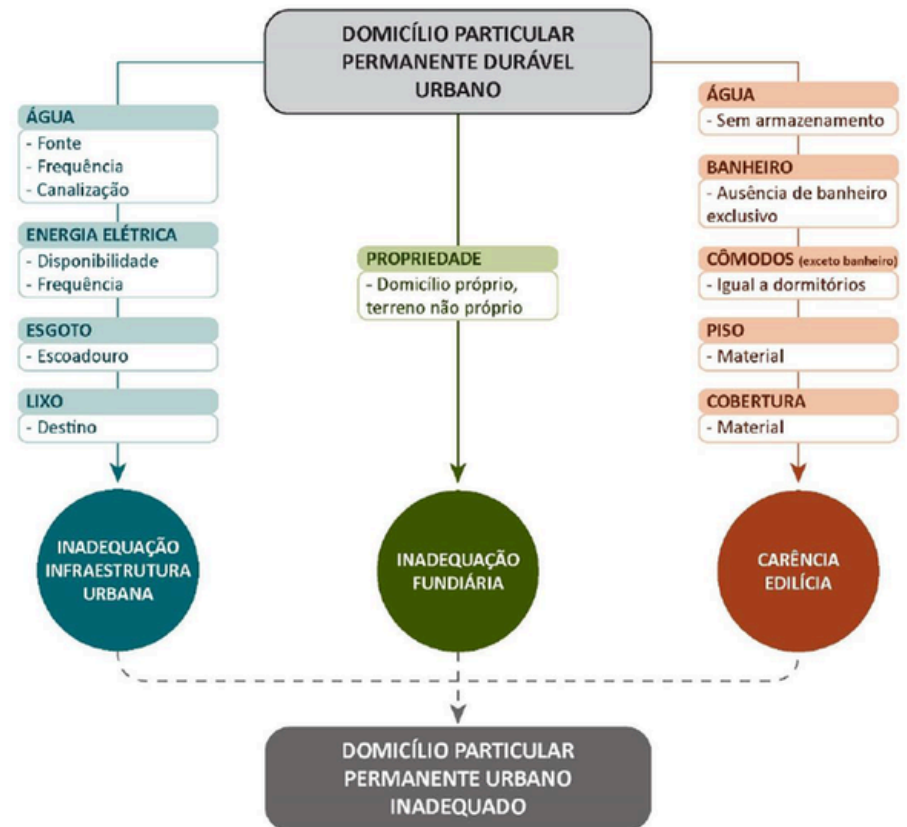 DOMICÍLIO PARTICULAR
PERMANENTE DURÁVEL
URBANO
ÁGUA
- Fonte
- Frequência
- Canalização
ENERGIA ELÉTRICA
- Disponibilidade
- Frequência
ESGOTO
- Escoadouro
LIXO
- Destino
INADEQUAÇÃO
INFRAESTRUTURA
URBANA
PROPRIEDADE
- Domicílio próprio,
terreno não próprio
INADEQUAÇÃO
FUNDIÁRIA
ÁGUA
- Sem armazenamento
BANHEIRO
- Ausência de banheiro
exclusivo
CÔMODOS (exceto banheiro)
- Igual a dormitórios
PISO
- Material
COBERTURA
- Material
CARÊNCIA
EDILÍCIA
DOMICÍLIO PARTICULAR
PERMANENTE URBANO
INADEQUADO